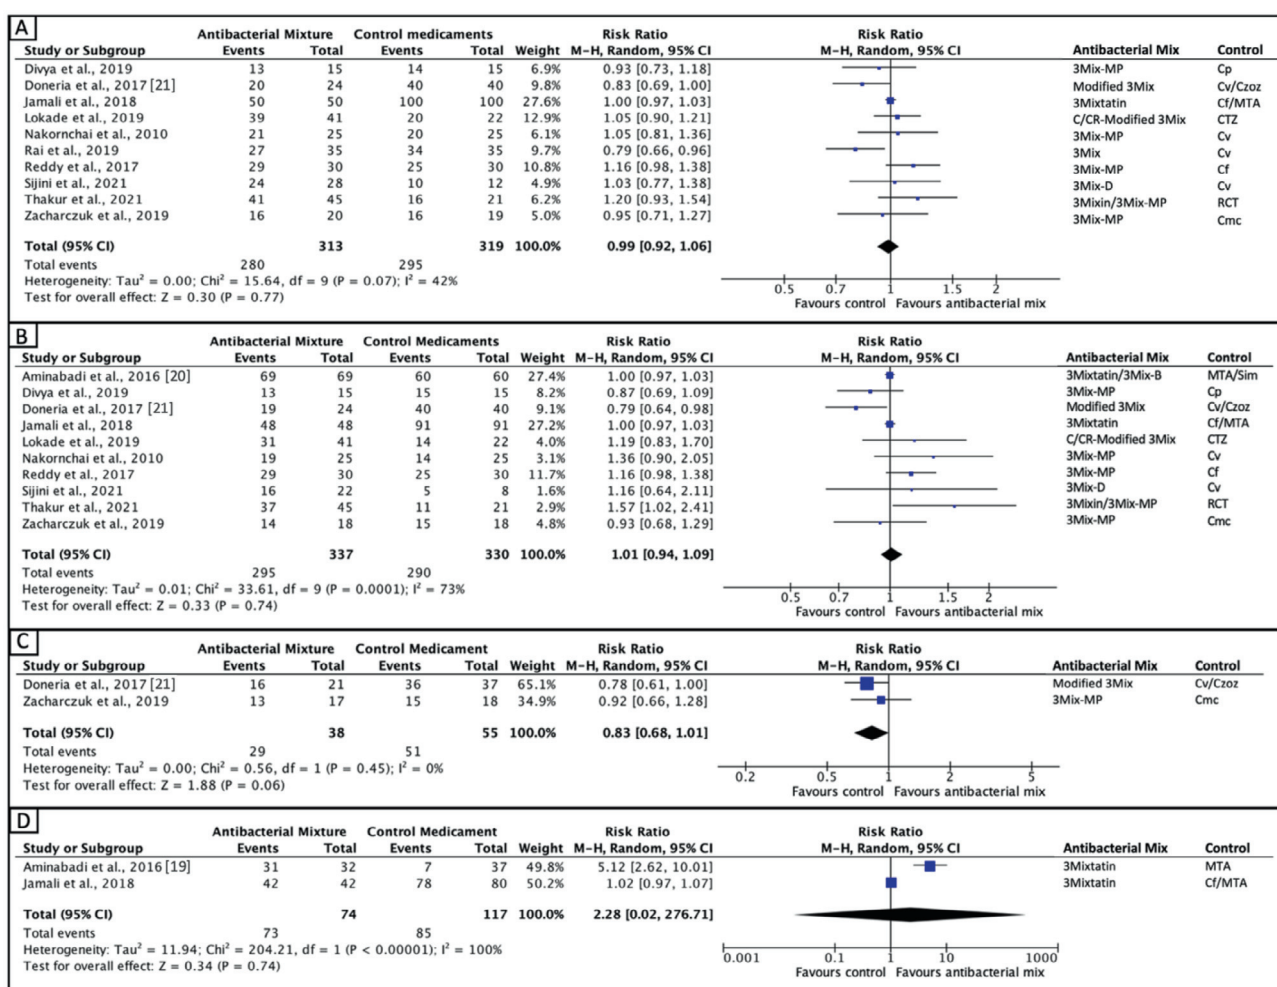 A
Antibacterial Mixture Control medicaments Risk Ratio Risk Ratio
Study or Subgroup Events Total Events Total Weight M-H, Random, 95% CI M-H, Random, 95% CI Antibacterial Mix Control
Divya et al., 2019 13 15 14 15 6.9% 0.93 [0.73, 1.18] 3Mix-MP Cp
Doneria et al., 2017 [21] 20 24 40 40 9.8% 0.83 [0.69, 1.00] Modified 3Mix Cv/Czoz
Jamali et al., 2018 50 50 100 100 27.6% 1.00 [0.97, 1.03] 3Mixtatin Cf/MTA
Lokade et al., 2019 39 41 20 22 12.9% 1.05 [0.90, 1.21] C/CR-Modified 3Mix CTZ
Nakornchai et al., 2010 21 25 20 25 6.1% 1.05 [0.81, 1.36] 3Mix-MP Cv
Rai et al., 2019 27 35 34 35 9.7% 0.79 [0.66, 0.96] 3Mix Cv
Reddy et al., 2017 29 30 25 30 10.8% 1.16 [0.98, 1.38] 3Mix-MP Cf
Sijini et al., 2021 24 28 10 12 4.9% 1.03 [0.77, 1.38] 3Mix-D Cv
Thakur et al., 2021 41 45 16 21 6.2% 1.20 [0.93, 1.54] 3Mixin/3Mix-MP RCT
Zacharczuk et al., 2019 16 20 16 19 5.0% 0.95 [0.71, 1.27] 3Mix-MP Cmc
Total (95% CI) 313 319 100.0% 0.99 [0.92, 1.06]
Total events 280 295
Heterogeneity: Tau² = 0.00; Chi² = 15.64, df = 9 (P = 0.07); I² = 42%
Test for overall effect: Z = 0.30 (P = 0.77)
0.5 0.7 1 1.5 2
Favours control Favours antibacterial mix
B
Antibacterial Mixture Control Medicaments Risk Ratio Risk Ratio
Study or Subgroup Events Total Events Total Weight M-H, Random, 95% CI M-H, Random, 95% CI Antibacterial Mix Control
Aminabadi et al., 2016 [20] 69 69 60 60 27.4% 1.00 [0.97, 1.03] 3Mixtatin/3Mix-B MTA/Sim
Divya et al., 2019 13 15 15 15 8.2% 0.87 [0.69, 1.09] 3Mix-MP Cp
Doneria et al., 2017 [21] 19 24 40 40 9.1% 0.79 [0.64, 0.98] Modified 3Mix Cv/Czoz
Jamali et al., 2018 48 48 91 91 27.2% 1.00 [0.97, 1.03] 3Mixtatin Cf/MTA
Lokade et al., 2019 31 41 14 22 4.0% 1.19 [0.83, 1.70] C/CR-Modified 3Mix CTZ
Nakornchai et al., 2010 19 25 14 25 3.1% 1.36 [0.90, 2.05] 3Mix-MP Cv
Reddy et al., 2017 29 30 25 30 11.7% 1.16 [0.98, 1.38] 3Mix-MP Cf
Sijini et al., 2021 16 22 5 8 1.6% 1.16 [0.64, 2.11] 3Mix-D Cv
Thakur et al., 2021 37 45 11 21 2.9% 1.57 [1.02, 2.41] 3Mixin/3Mix-MP RCT
Zacharczuk et al., 2019 14 18 15 18 4.8% 0.93 [0.68, 1.29] 3Mix-MP Cmc
Total (95% CI) 337 330 100.0% 1.01 [0.94, 1.09]
Total events 295 290
Heterogeneity: Tau² = 0.01; Chi² = 33.61, df = 9 (P = 0.0001); I² = 73%
Test for overall effect: Z = 0.33 (P = 0.74)
0.5 0.7 1 1.5 2
Favours control Favours antibacterial mix
C
Antibacterial Mixture Control Medicament Risk Ratio Risk Ratio
Study or Subgroup Events Total Events Total Weight M-H, Random, 95% CI M-H, Random, 95% CI Antibacterial Mix Control
Doneria et al., 2017 [21] 16 21 36 37 65.1% 0.78 [0.61, 1.00] Modified 3Mix Cv/Czoz
Zacharczuk et al., 2019 13 17 15 18 34.9% 0.92 [0.66, 1.28] 3Mix-MP Cmc
Total (95% CI) 38 55 100.0% 0.83 [0.68, 1.01]
Total events 29 51
Heterogeneity: Tau² = 0.00; Chi² = 0.56, df = 1 (P = 0.45); I² = 0%
Test for overall effect: Z = 1.88 (P = 0.06)
0.2 0.5 1 2 5
Favours control Favours antibacterial mix
D
Antibacterial Mixture Control Medicament Risk Ratio Risk Ratio
Study or Subgroup Events Total Events Total Weight M-H, Random, 95% CI M-H, Random, 95% CI Antibacterial Mix Control
Aminabadi et al., 2016 [19] 31 32 7 37 49.8% 5.12 [2.62, 10.01] 3Mixtatin MTA
Jamali et al., 2018 42 42 78 80 50.2% 1.02 [0.97, 1.07] 3Mixtatin Cf/MTA
Total (95% CI) 74 117 100.0% 2.28 [0.02, 276.71]
Total events 73 85
Heterogeneity: Tau² = 11.94; Chi² = 204.21, df = 1 (P < 0.00001); I² = 100%
Test for overall effect: Z = 0.34 (P = 0.74)
0.001 0.1 1 10 1000
Favours control Favours antibacterial mix